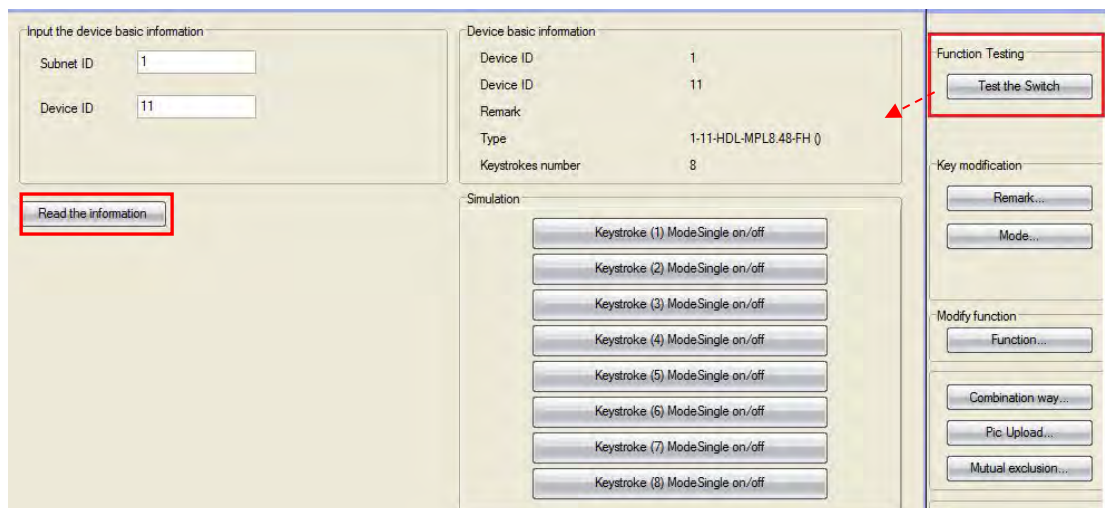 Input the device basic information
Subnet ID 1
Device ID 11
Read the information
Device basic information
Device ID 1
Device ID 11
Remark
Type 1-11-HDL-MPL8.48-FH ()
Keystrokes number 8
Simulation
Keystroke (1) ModeSingle on/off
Keystroke (2) ModeSingle on/off
Keystroke (3) ModeSingle on/off
Keystroke (4) ModeSingle on/off
Keystroke (5) ModeSingle on/off
Keystroke (6) ModeSingle on/off
Keystroke (7) ModeSingle on/off
Keystroke (8) ModeSingle on/off
Function Testing
Test the Switch
Key modification
Remark...
Mode...
Modify function
Function...
Combination way...
Pic Upload...
Mutual exclusion...